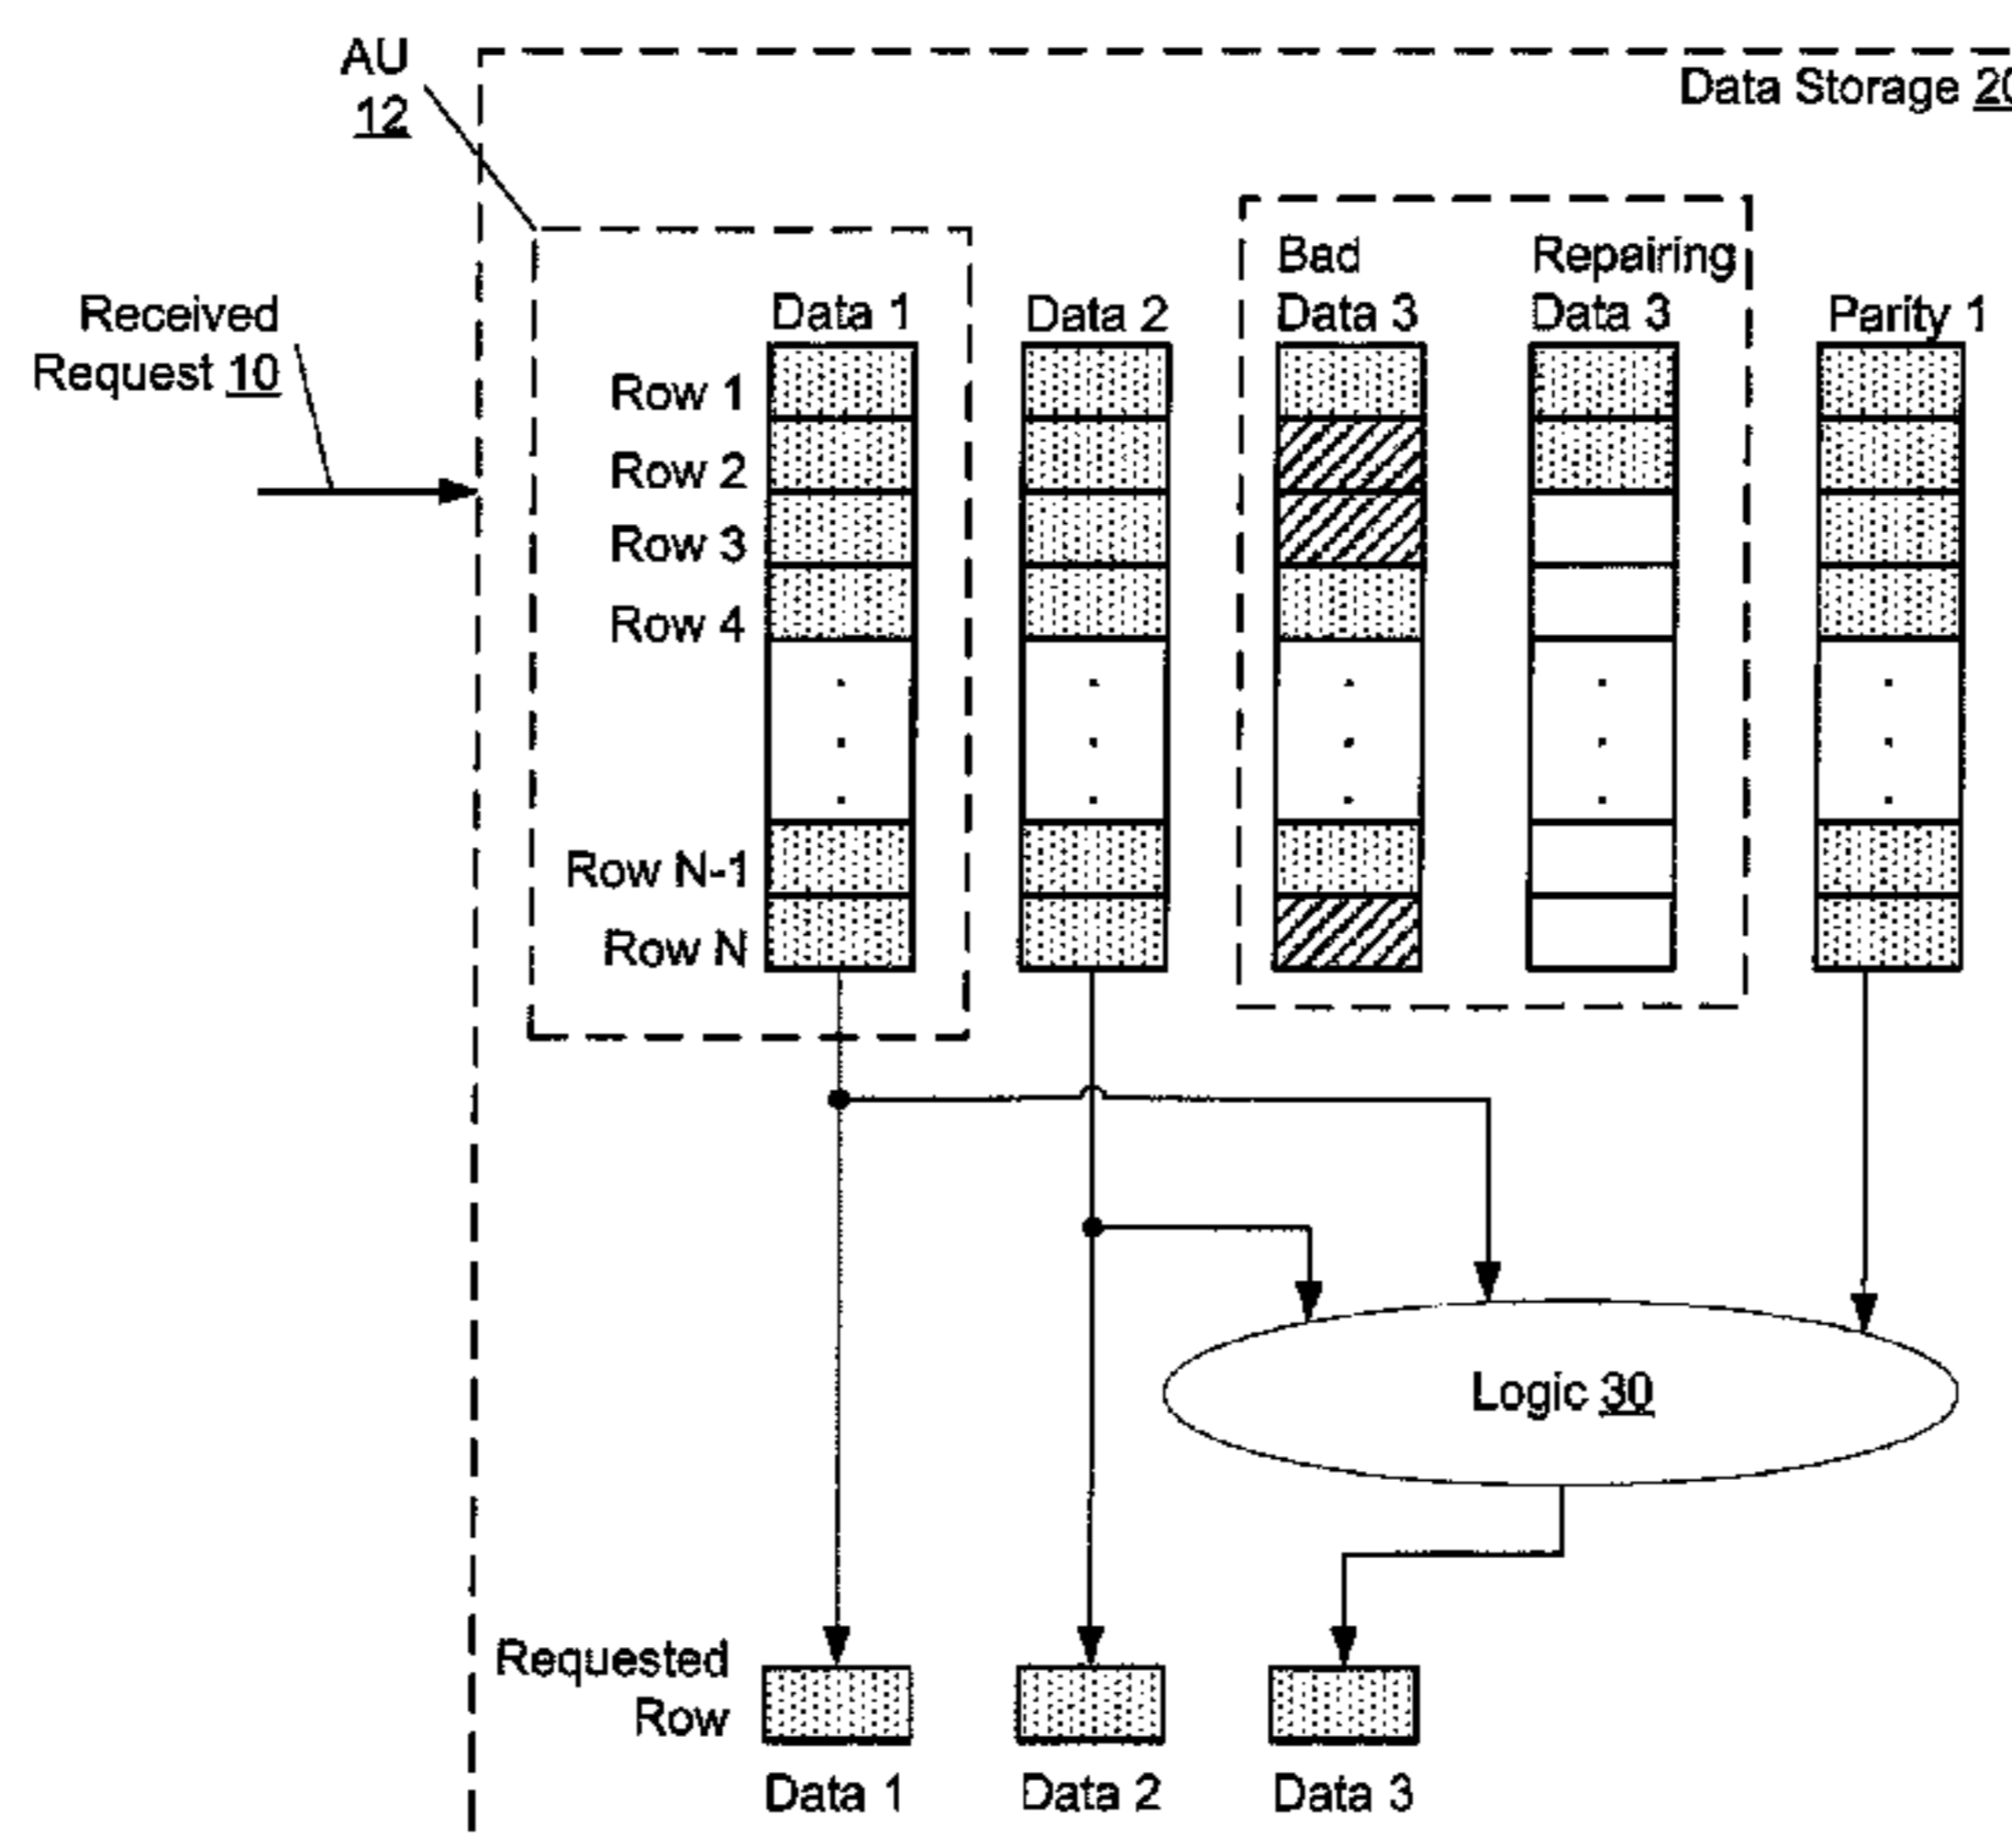 AU
12
Data Storage 20
Bad
Data 3
Repairing
Data 3
Received
Request 10
Data 1
Data 2
Parity 1
Row 1
Row 2
Row 3
Row 4
Row N-1
Row N
Logic 30
Requested
Row
Data 1
Data 2
Data 3